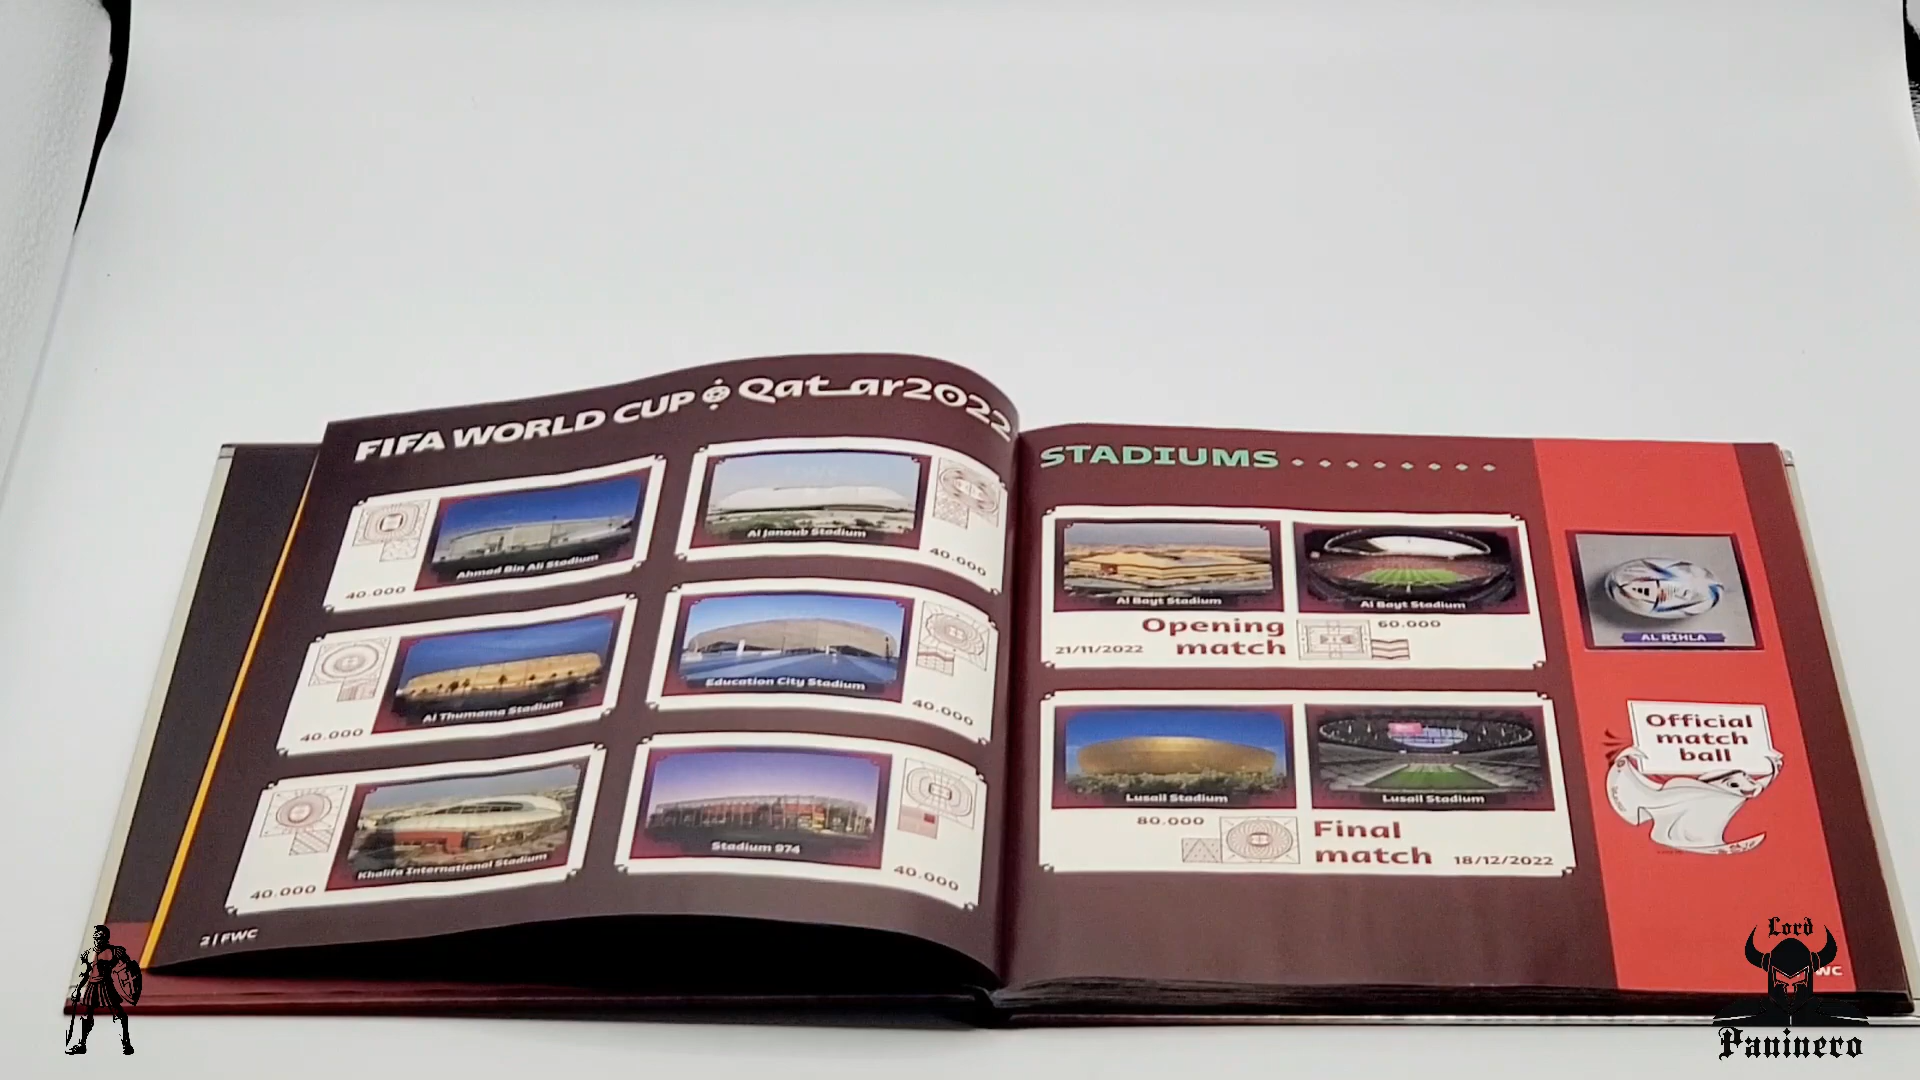 FIFA WORLD CUP Qatar2022
Ahmad Bin Ali Stadium
40.000
Al Janoub Stadium
40.000
Al Thumama Stadium
40.000
Education City Stadium
40.000
Khalifa International Stadium
40.000
Stadium 974
40.000
2 | FWC
STADIUMS
Al Bayt Stadium
Al Bayt Stadium
Opening
match
21/11/2022
60.000
Lusail Stadium
Lusail Stadium
80.000
Final
match
18/12/2022
AL RIHLA
Official
match
ball
WC
Lord
Paninero